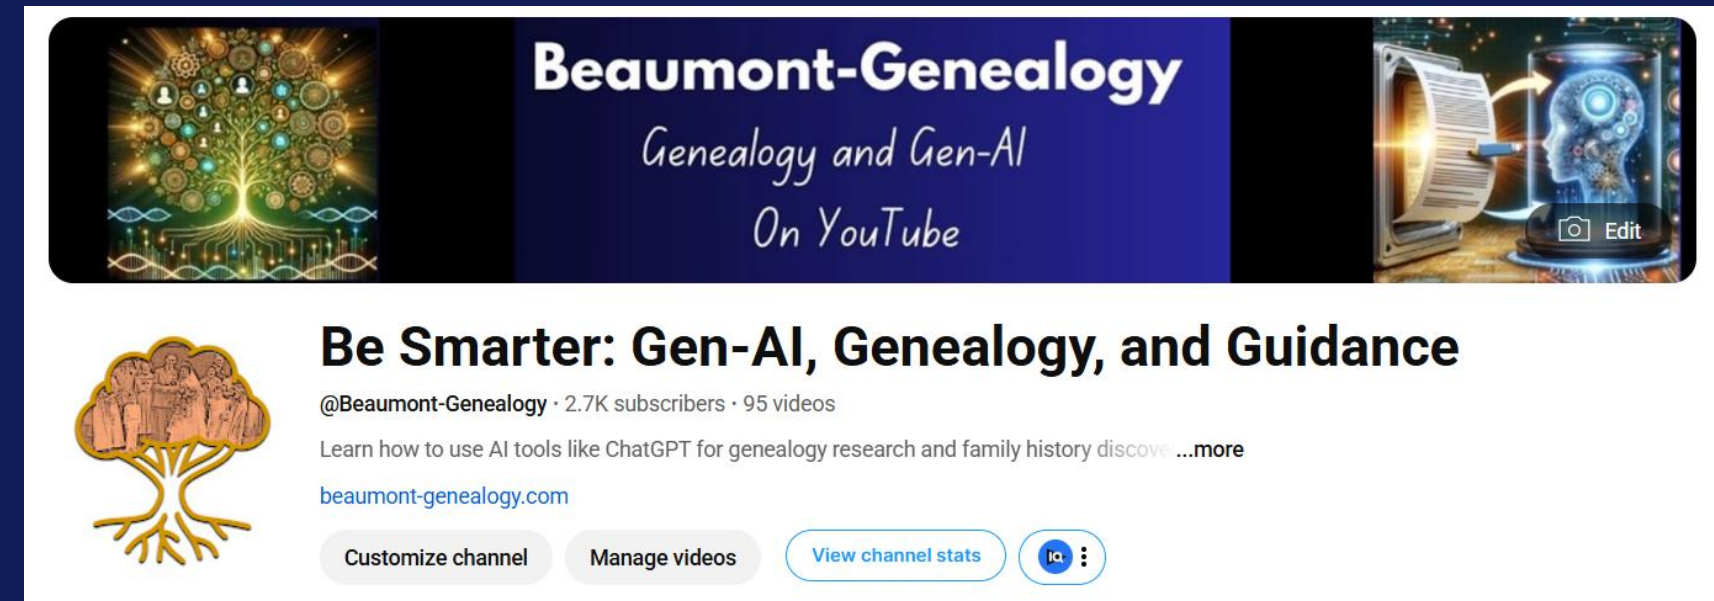 Beaumont-Genealogy
Genealogy and Gen-AI
On YouTube
Edit
Be Smarter: Gen-AI, Genealogy, and Guidance
@Beaumont-Genealogy · 2.7K subscribers · 95 videos
Learn how to use AI tools like ChatGPT for genealogy research and family history discove ...more
beaumont-genealogy.com
Customize channel Manage videos View channel stats IQ